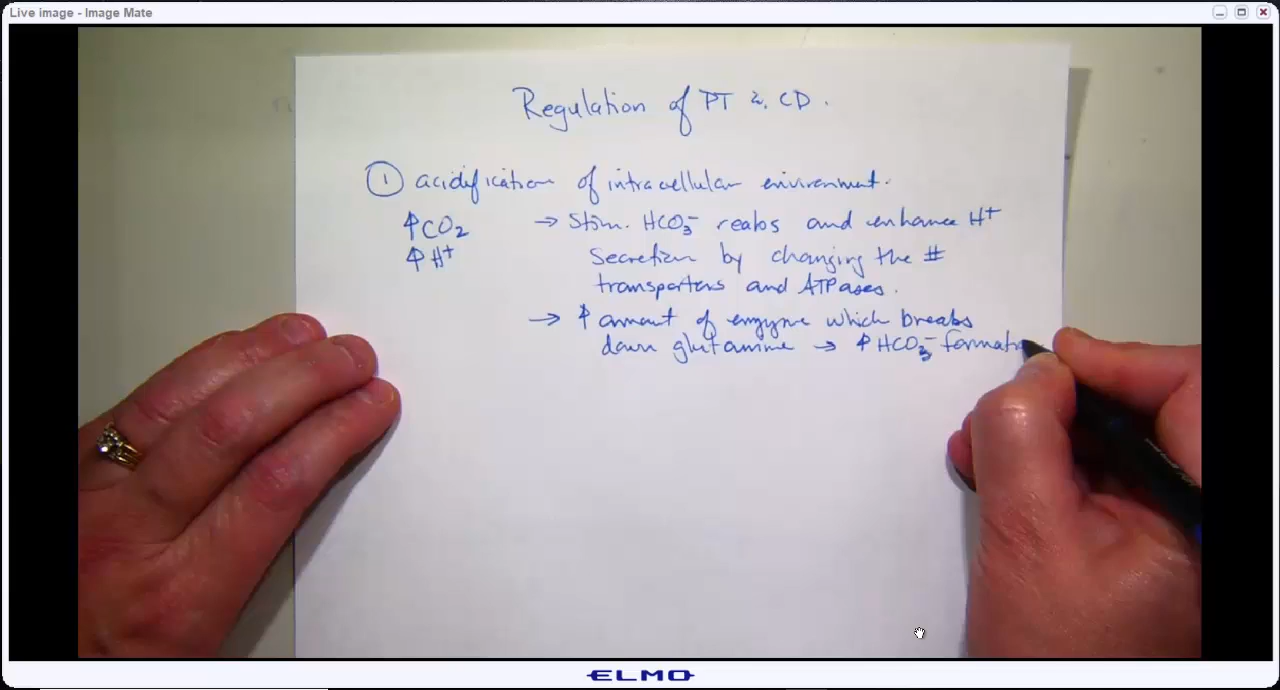 Live image - Image Mate
Regulation of PT & CD.
① acidification of intracellular environment.
↑CO₂ → Stim. HCO₃⁻ reabs and enhance H⁺
↑H⁺ Secretion by changing the #
transporters and ATPases.
→ ↑ amount of enzyme which breaks
down glutamine → ↑ HCO₃⁻ formatio
ELMO